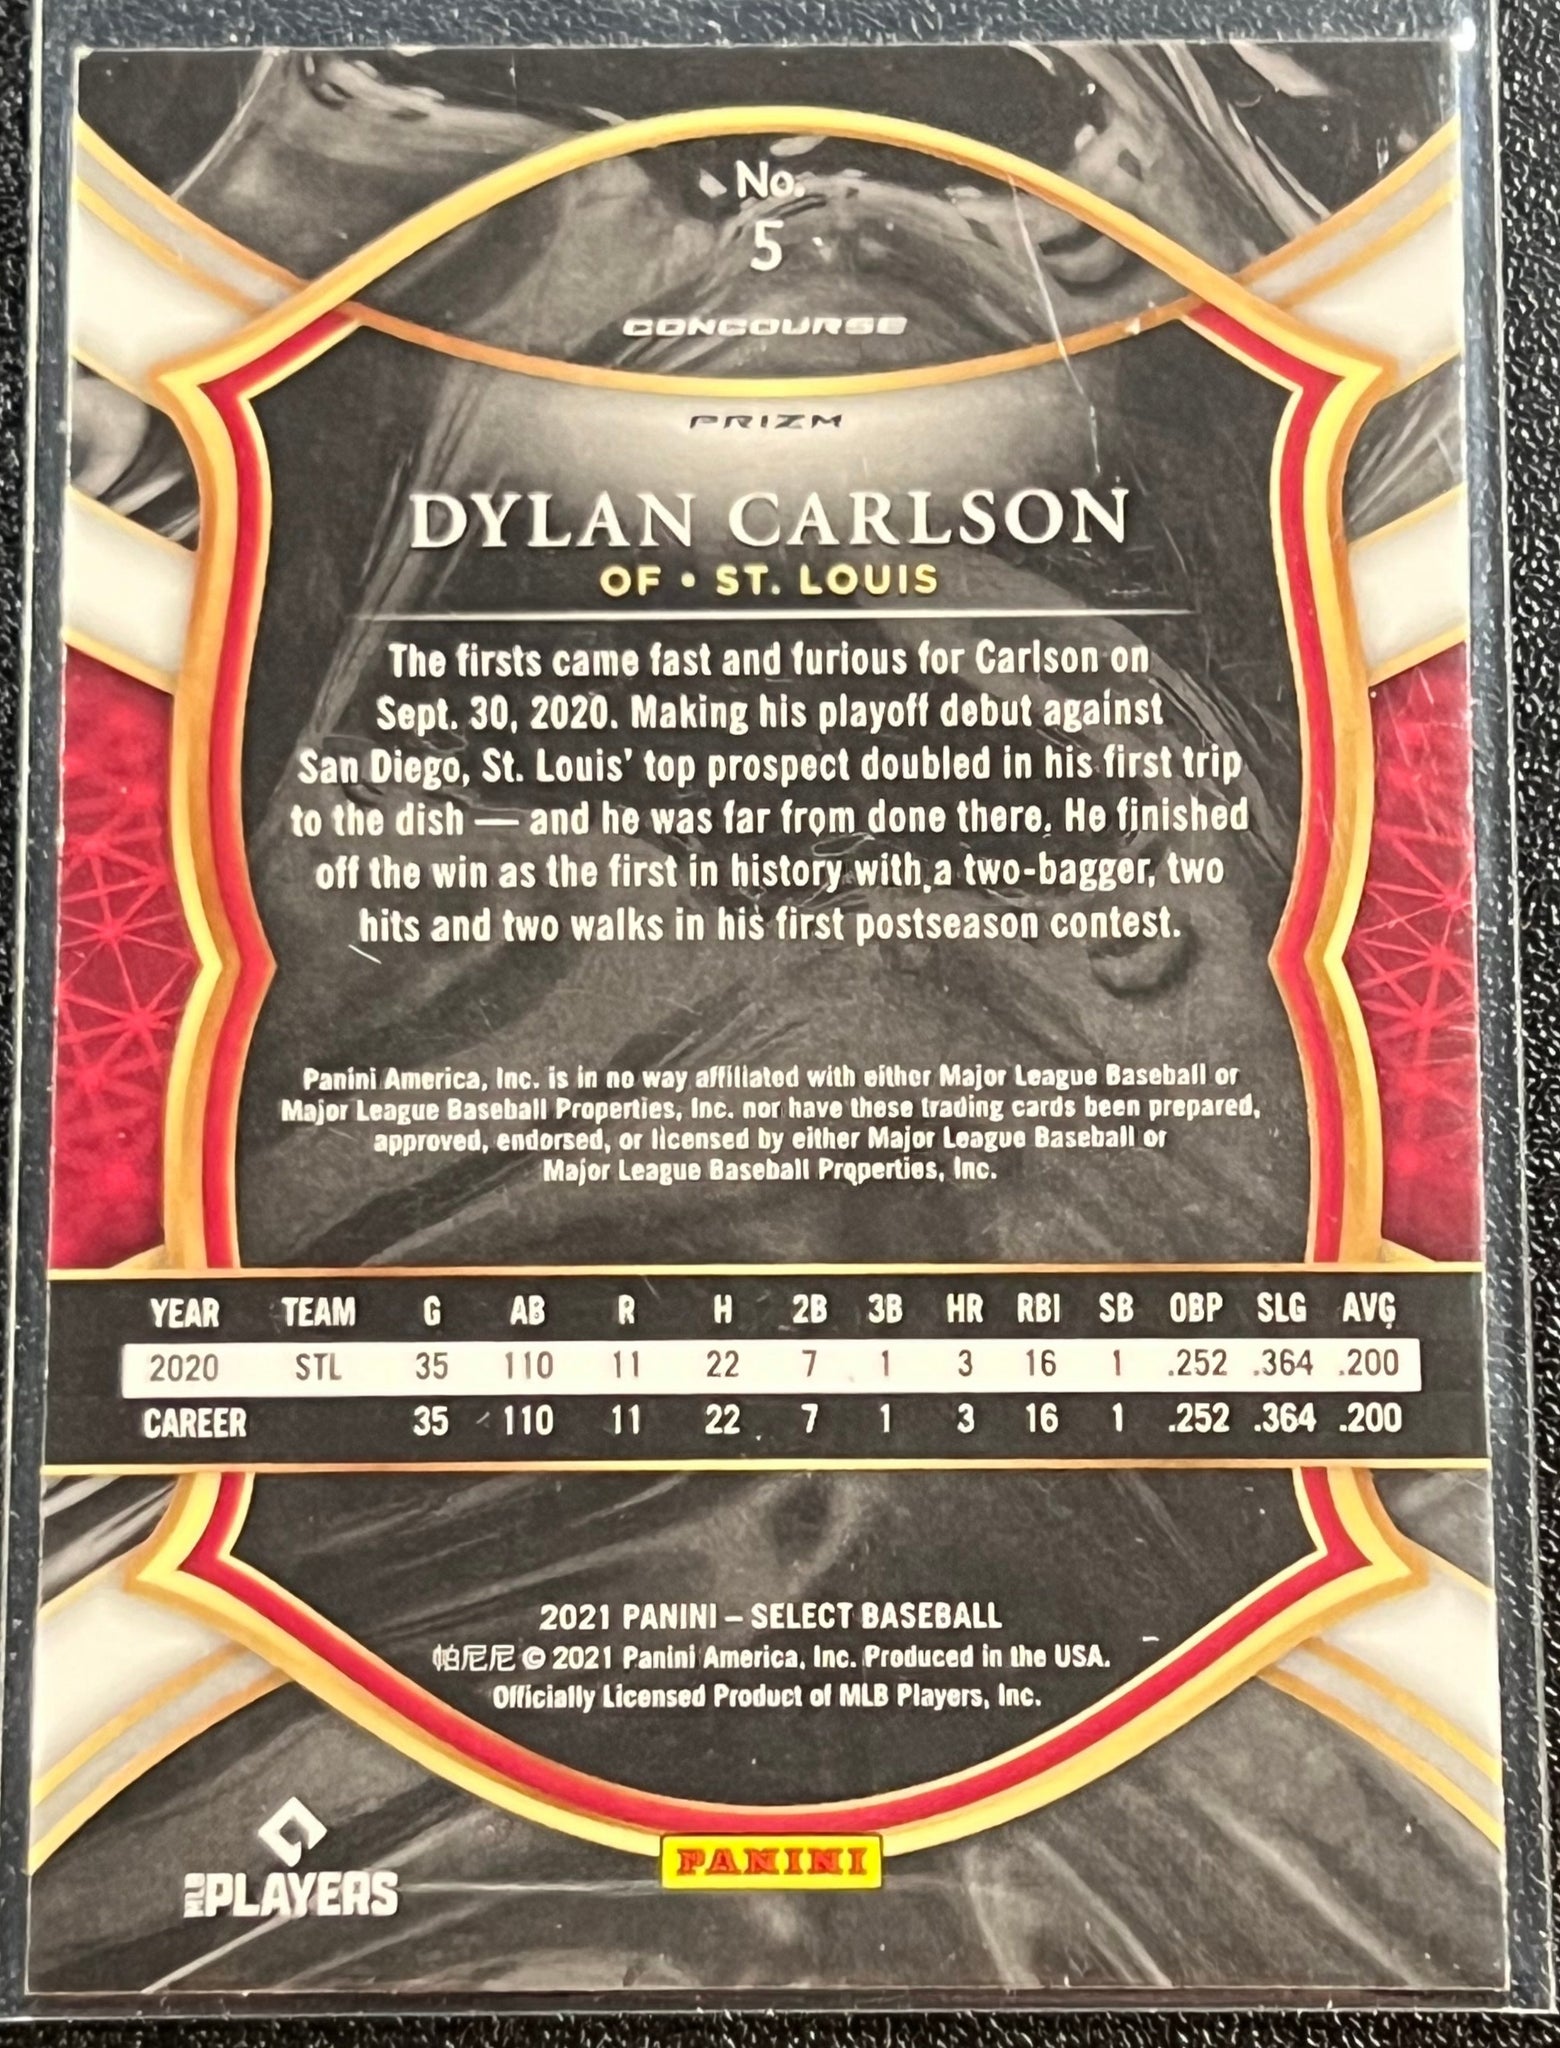 No.
5
CONCOURSE
PRIZM
DYLAN CARLSON
OF • ST. LOUIS
The firsts came fast and furious for Carlson on
Sept. 30, 2020. Making his playoff debut against
San Diego, St. Louis' top prospect doubled in his first trip
to the dish — and he was far from done there. He finished
off the win as the first in history with a two-bagger, two
hits and two walks in his first postseason contest.
Panini America, Inc. is in no way affiliated with either Major League Baseball or
Major League Baseball Properties, Inc. nor have these trading cards been prepared,
approved, endorsed, or licensed by either Major League Baseball or
Major League Baseball Properties, Inc.
YEAR TEAM G AB R H 2B 3B HR RBI SB OBP SLG AVG
2020 STL 35 110 11 22 7 1 3 16 1 .252 .364 .200
CAREER 35 110 11 22 7 1 3 16 1 .252 .364 .200
2021 PANINI – SELECT BASEBALL
帕尼尼 © 2021 Panini America, Inc. Produced in the USA.
Officially Licensed Product of MLB Players, Inc.
MLB PLAYERS
PANINI